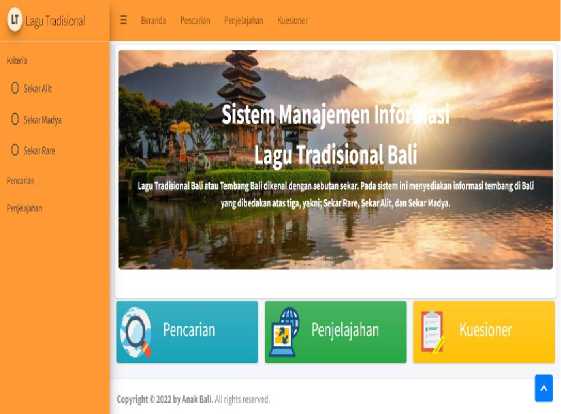 LT Lagu Tradisional
Beranda Pencarian Penjelajahan Kuesioner
Kriteria
Sekar Alit
Sekar Madya
Sekar Rare
Pencarian
Penjelajahan
Sistem Manajemen Informasi
Lagu Tradisional Bali
Lagu Tradisional Bali atau Tembang Bali dikenal dengan sebutan sekar. Pada sistem ini menyediakan informasi tembang di Bali
yang dibedakan atas tiga, yakni; Sekar Rare, Sekar Alit, dan Sekar Madya.
Pencarian
Penjelajahan
Kuesioner
Copyright © 2022 by Anak Bali. All rights reserved.